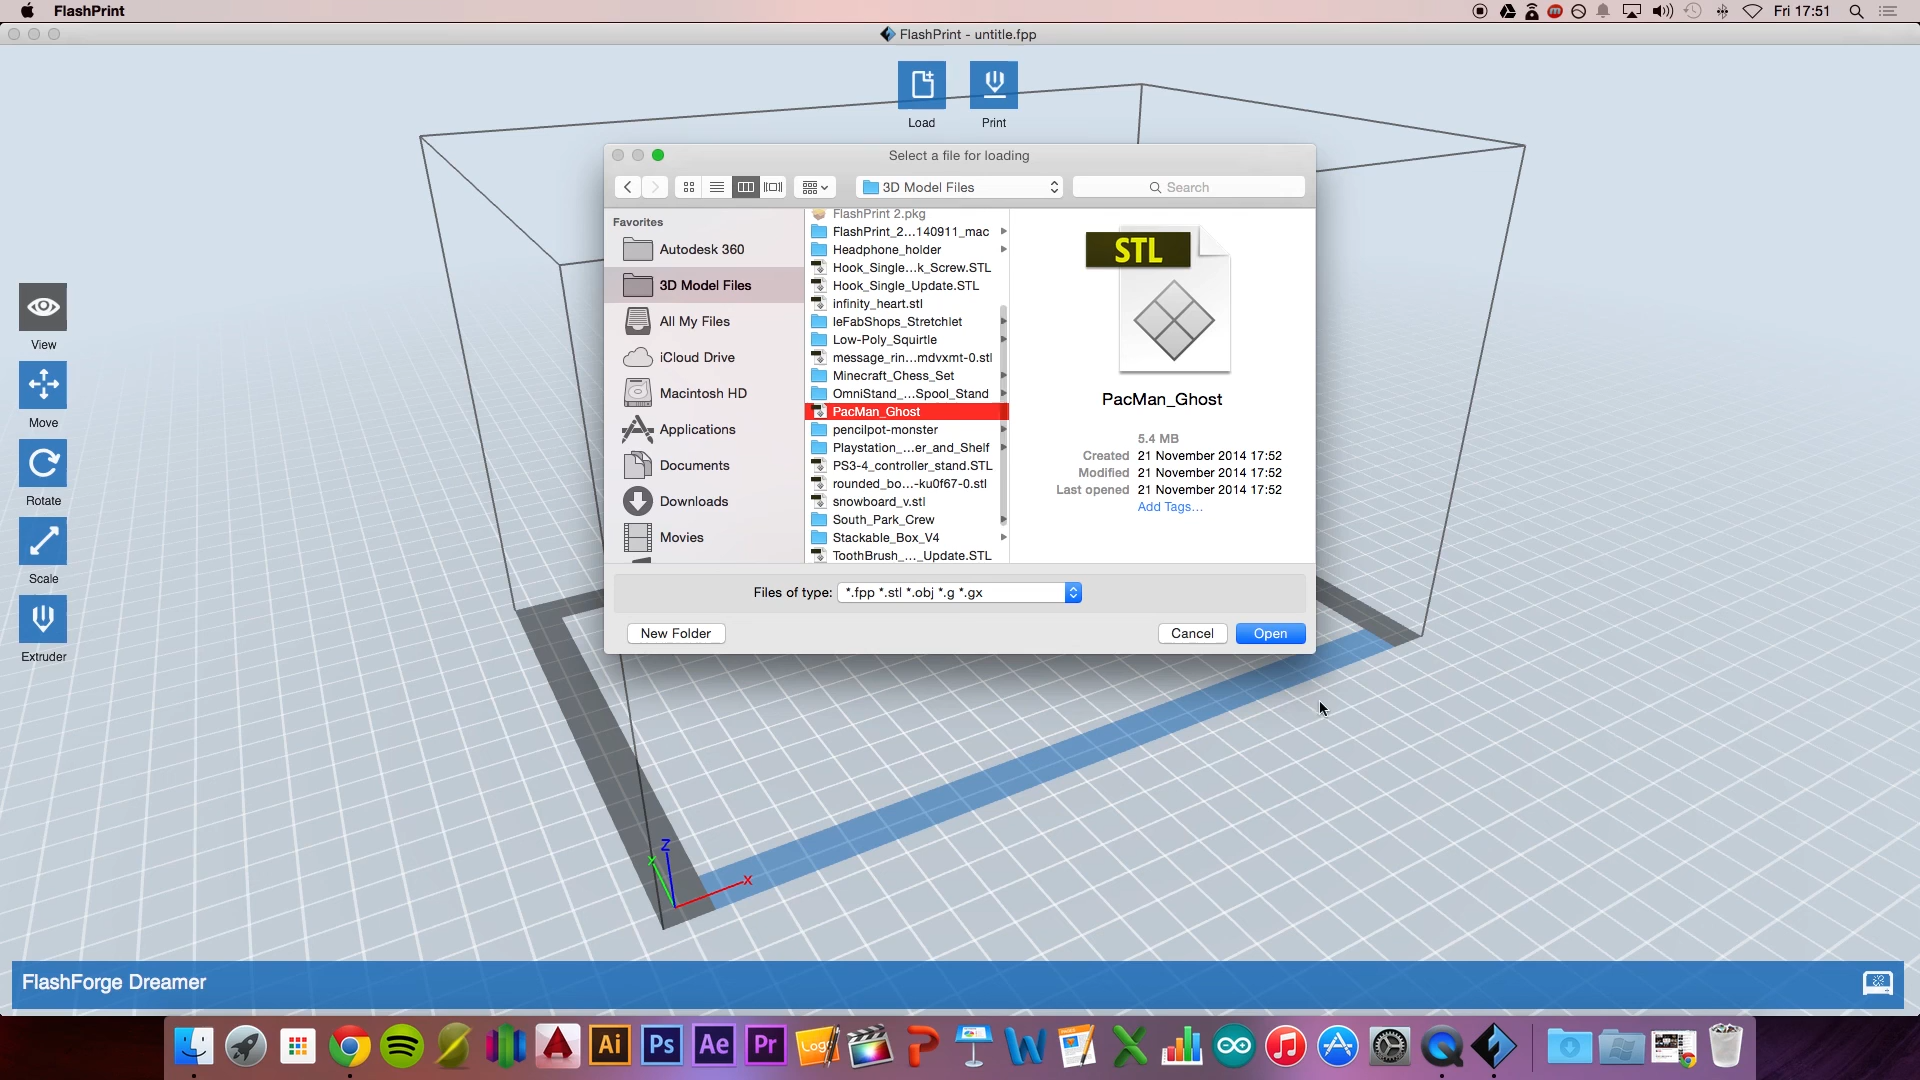 FlashPrint
Fri 17:51
FlashPrint - untitle.fpp
Load
Print
Select a file for loading
3D Model Files
Search
Favorites
Autodesk 360
3D Model Files
All My Files
iCloud Drive
Macintosh HD
Applications
Documents
Downloads
Movies
FlashPrint 2.pkg
FlashPrint_2...140911_mac
Headphone_holder
Hook_Single...k_Screw.STL
Hook_Single_Update.STL
infinity_heart.stl
leFabShops_Stretchlet
Low-Poly_Squirtle
message_rin...mdvxmt-0.stl
Minecraft_Chess_Set
OmniStand_...Spool_Stand
PacMan_Ghost
pencilpot-monster
Playstation_...er_and_Shelf
PS3-4_controller_stand.STL
rounded_bo...-ku0f67-0.stl
snowboard_v.stl
South_Park_Crew
Stackable_Box_V4
ToothBrush_..._Update.STL
STL
PacMan_Ghost
5.4 MB
Created 21 November 2014 17:52
Modified 21 November 2014 17:52
Last opened 21 November 2014 17:52
Add Tags...
Files of type: *.fpp *.stl *.obj *.g *.gx
New Folder
Cancel
Open
View
Move
Rotate
Scale
Extruder
Z
Y
X
FlashForge Dreamer
Ai
Ps
Ae
Pr